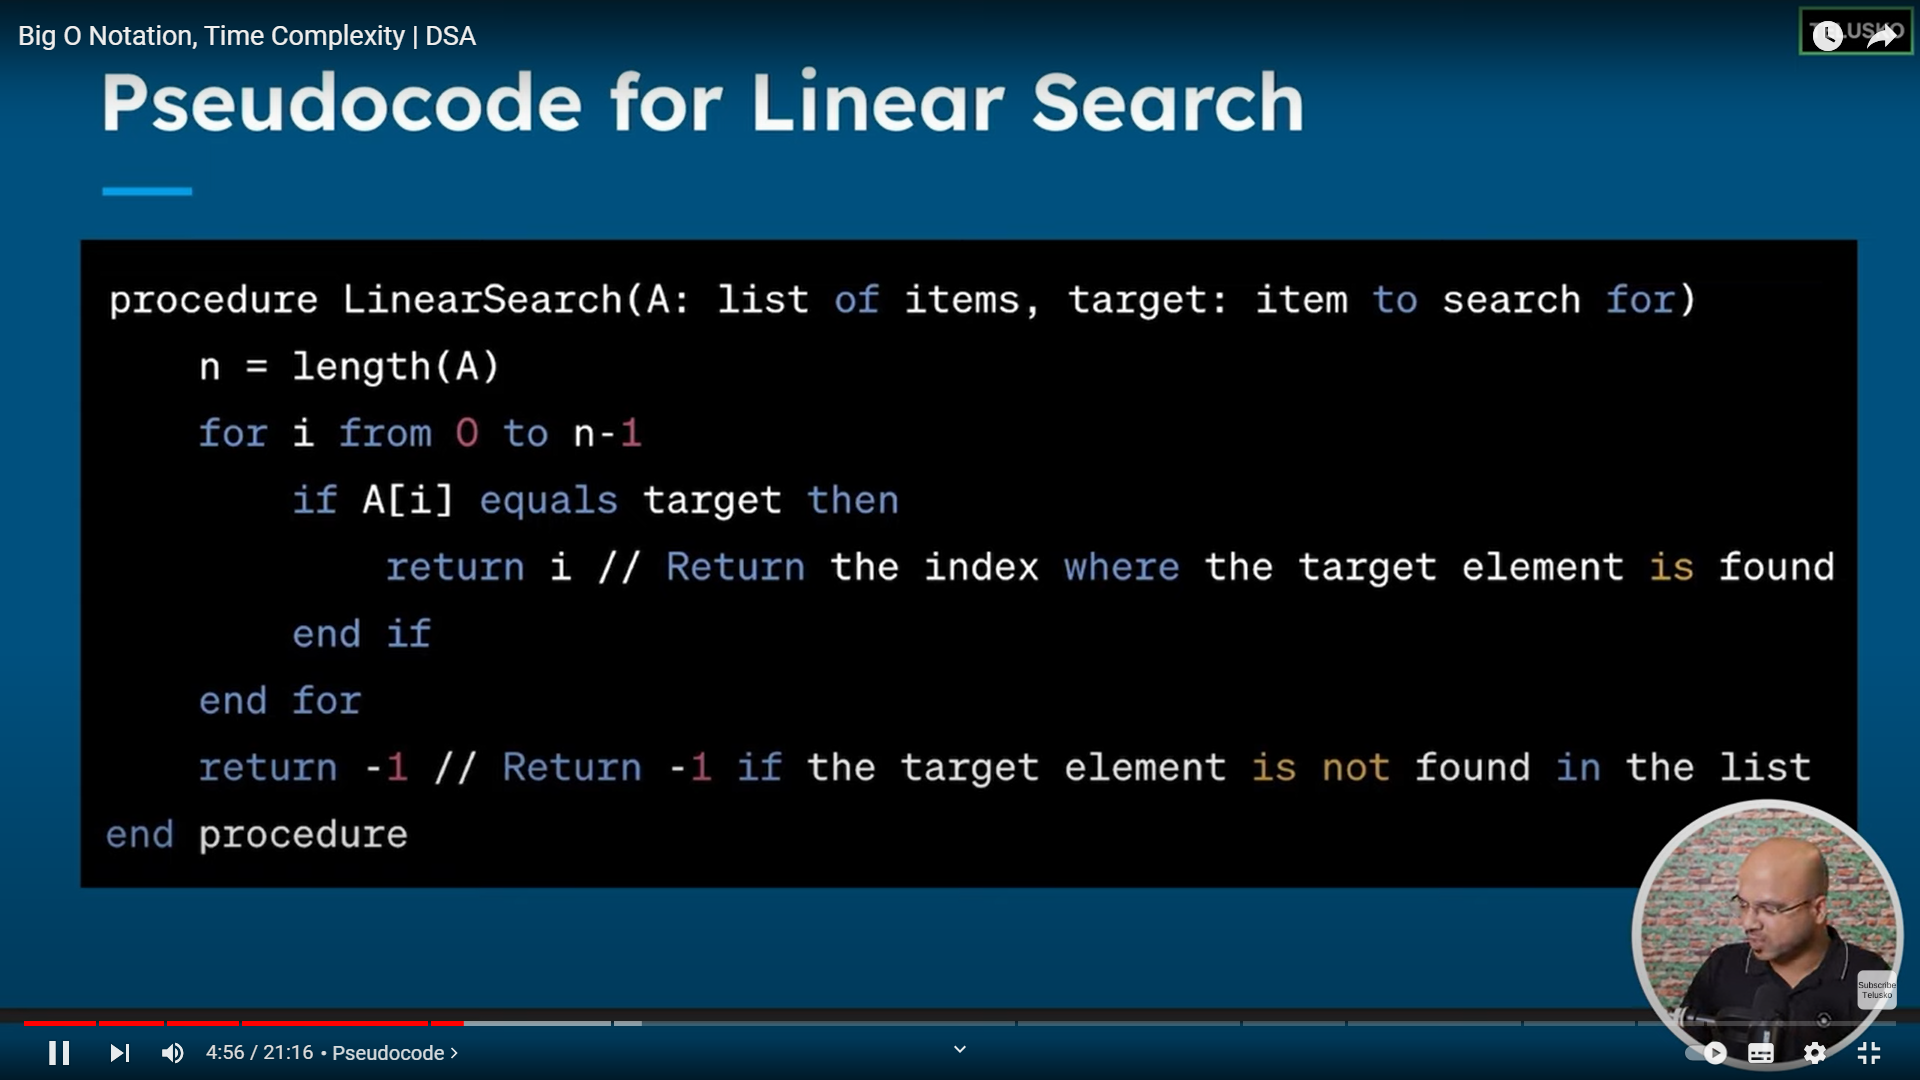 Big O Notation, Time Complexity | DSA
Pseudocode for Linear Search
procedure LinearSearch(A: list of items, target: item to search for)
n = length(A)
for i from 0 to n-1
if A[i] equals target then
return i // Return the index where the target element is found
end if
end for
return -1 // Return -1 if the target element is not found in the list
end procedure
Subscribe
Telusko
4:56 / 21:16 • Pseudocode